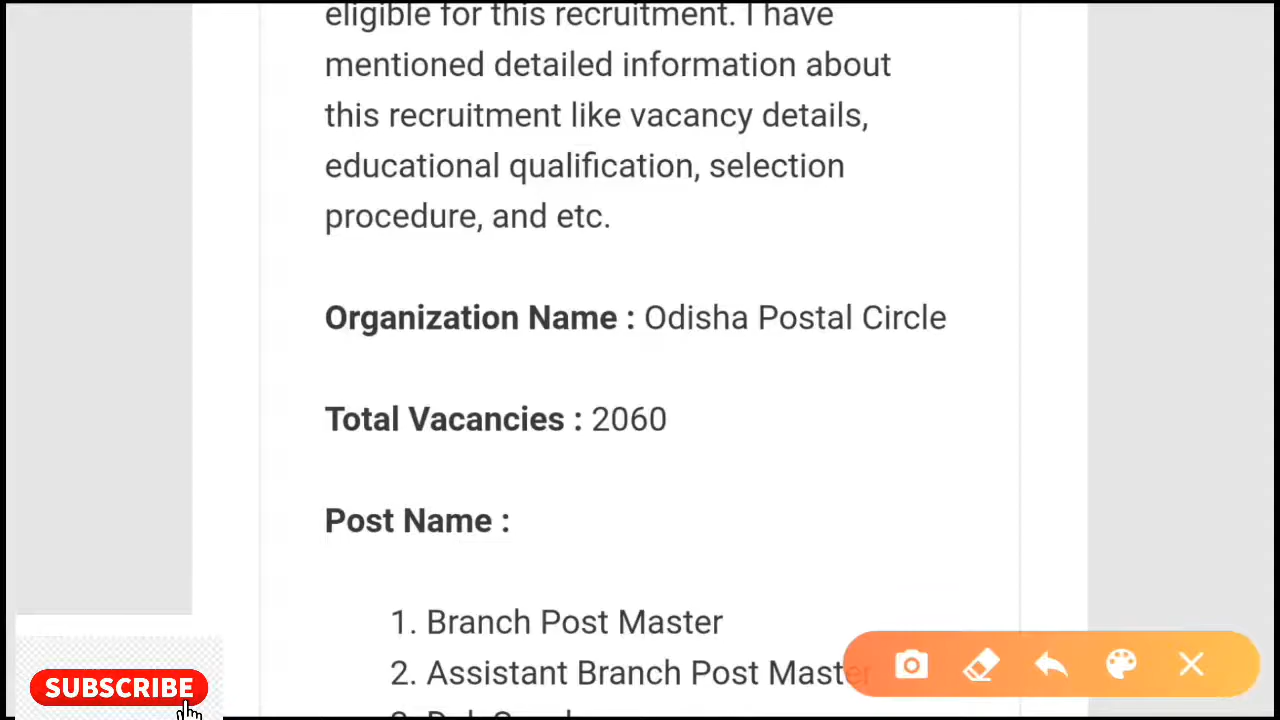 eligible for this recruitment. I have
mentioned detailed information about
this recruitment like vacancy details,
educational qualification, selection
procedure, and etc.
Organization Name : Odisha Postal Circle
Total Vacancies : 2060
Post Name :
1. Branch Post Master
2. Assistant Branch Post Master
SUBSCRIBE